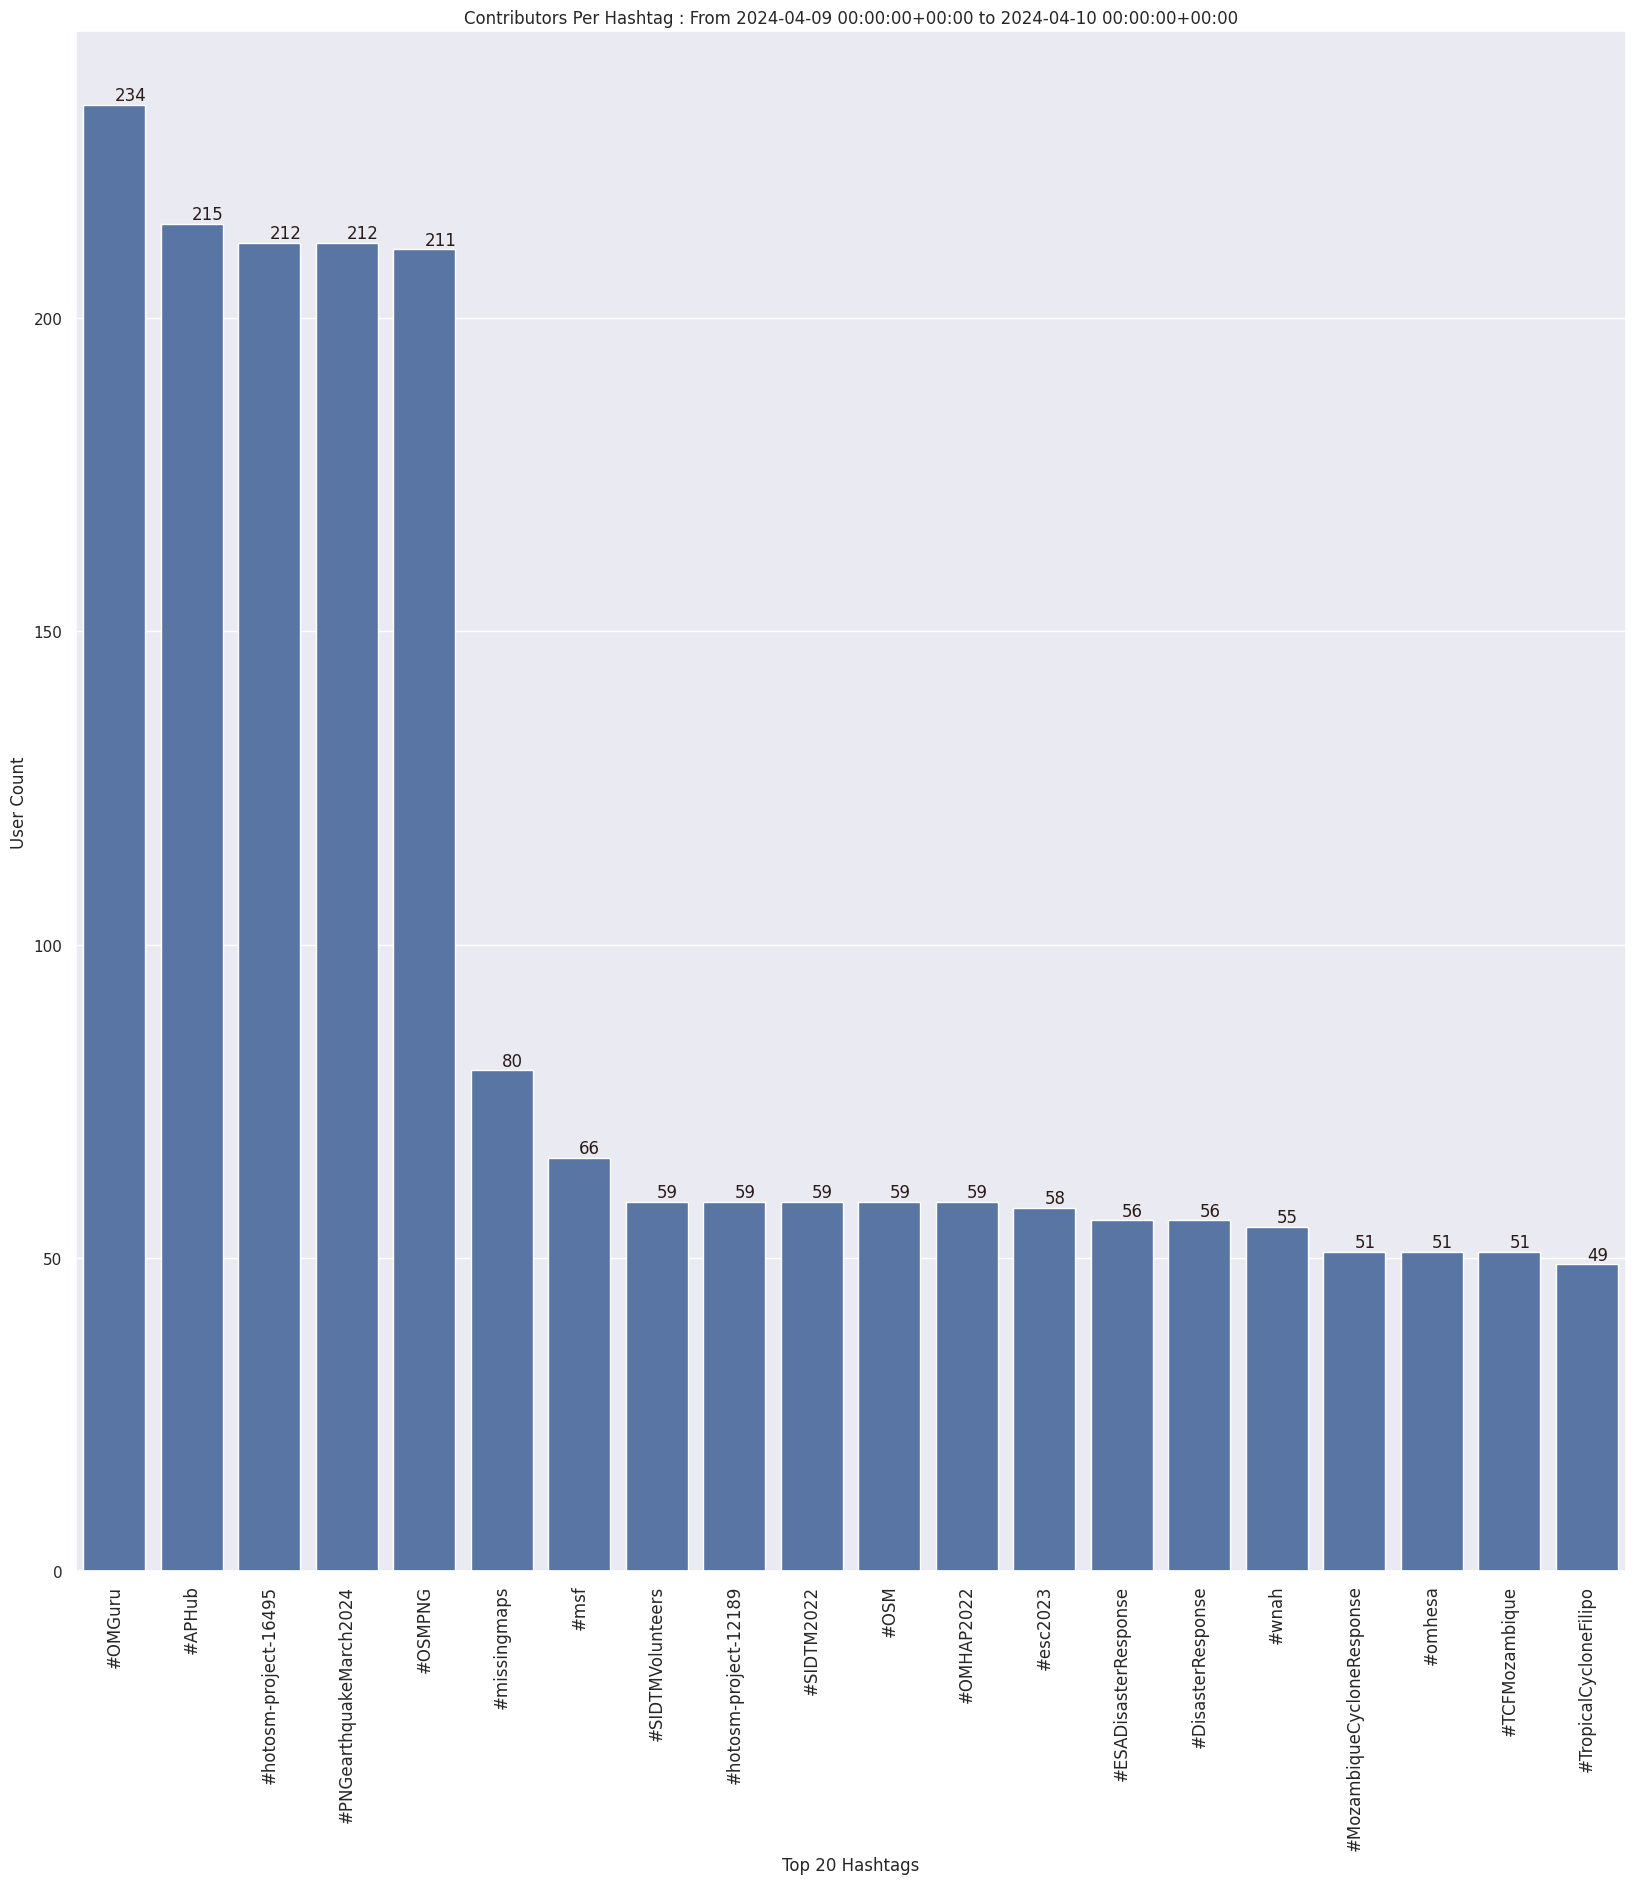 Contributors Per Hashtag : From 2024-04-09 00:00:00+00:00 to 2024-04-10 00:00:00+00:00
User Count
200
150
100
50
0
234
215
212
212
211
80
66
59
59
59
59
59
58
56
56
55
51
51
51
49
#OMGuru
#APHub
#hotosm-project-16495
#PNGearthquakeMarch2024
#OSMPNG
#missingmaps
#msf
#SIDTMVolunteers
#hotosm-project-12189
#SIDTM2022
#OSM
#OMHAP2022
#esc2023
#ESADisasterResponse
#DisasterResponse
#wnah
#MozambiqueCycloneResponse
#omhesa
#TCFMozambique
#TropicalCycloneFilipo
Top 20 Hashtags